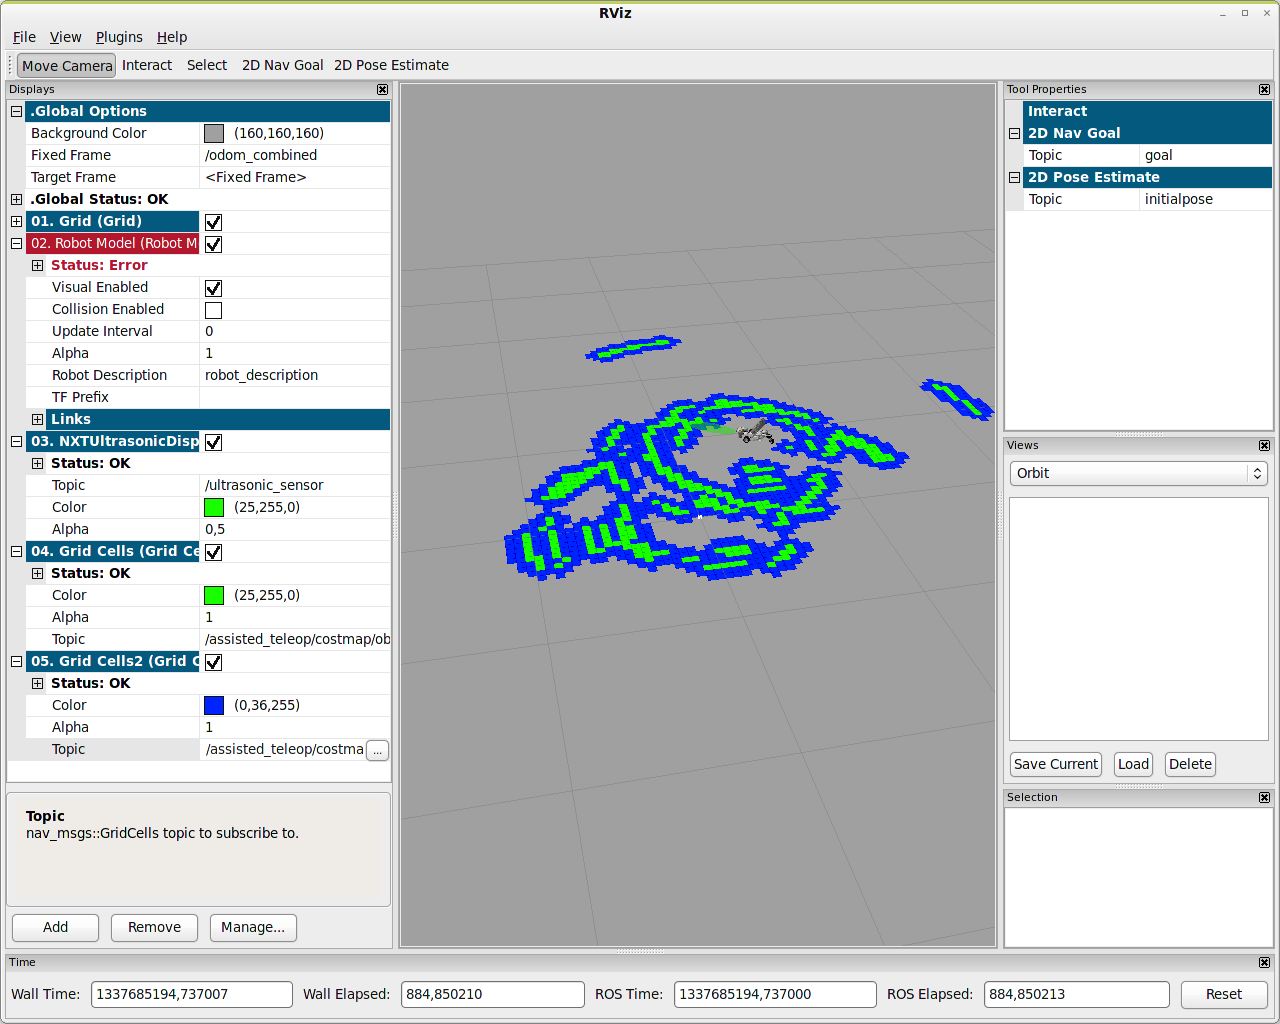 RViz
File View Plugins Help
Move Camera Interact Select 2D Nav Goal 2D Pose Estimate
Displays
.Global Options
Background Color (160,160,160)
Fixed Frame /odom_combined
Target Frame <Fixed Frame>
.Global Status: OK
01. Grid (Grid)
02. Robot Model (Robot M
Status: Error
Visual Enabled
Collision Enabled
Update Interval 0
Alpha 1
Robot Description robot_description
TF Prefix
Links
03. NXTUltrasonicDisp
Status: OK
Topic /ultrasonic_sensor
Color (25,255,0)
Alpha 0,5
04. Grid Cells (Grid Ce
Status: OK
Color (25,255,0)
Alpha 1
Topic /assisted_teleop/costmap/ob
05. Grid Cells2 (Grid C
Status: OK
Color (0,36,255)
Alpha 1
Topic /assisted_teleop/costma ...
Topic
nav_msgs::GridCells topic to subscribe to.
Add Remove Manage...
Tool Properties
Interact
2D Nav Goal
Topic goal
2D Pose Estimate
Topic initialpose
Views
Orbit
Save Current Load Delete
Selection
Time
Wall Time: 1337685194,737007 Wall Elapsed: 884,850210 ROS Time: 1337685194,737000 ROS Elapsed: 884,850213 Reset